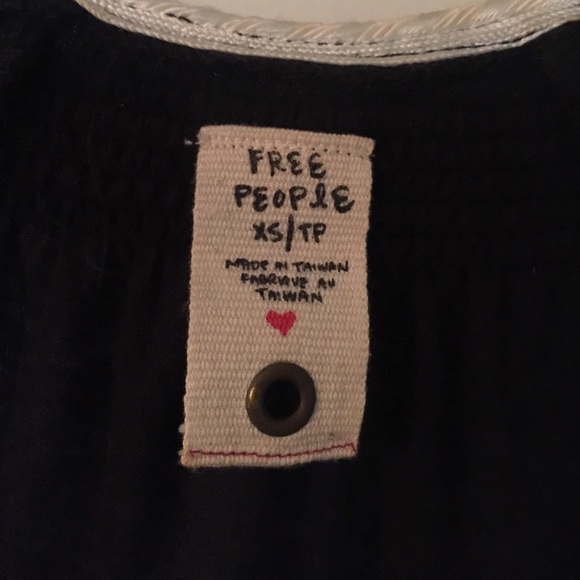 FREE
PEOPlE
XS/TP
MADE IN TAIWAN
FABRIQUE AU
TAIWAN